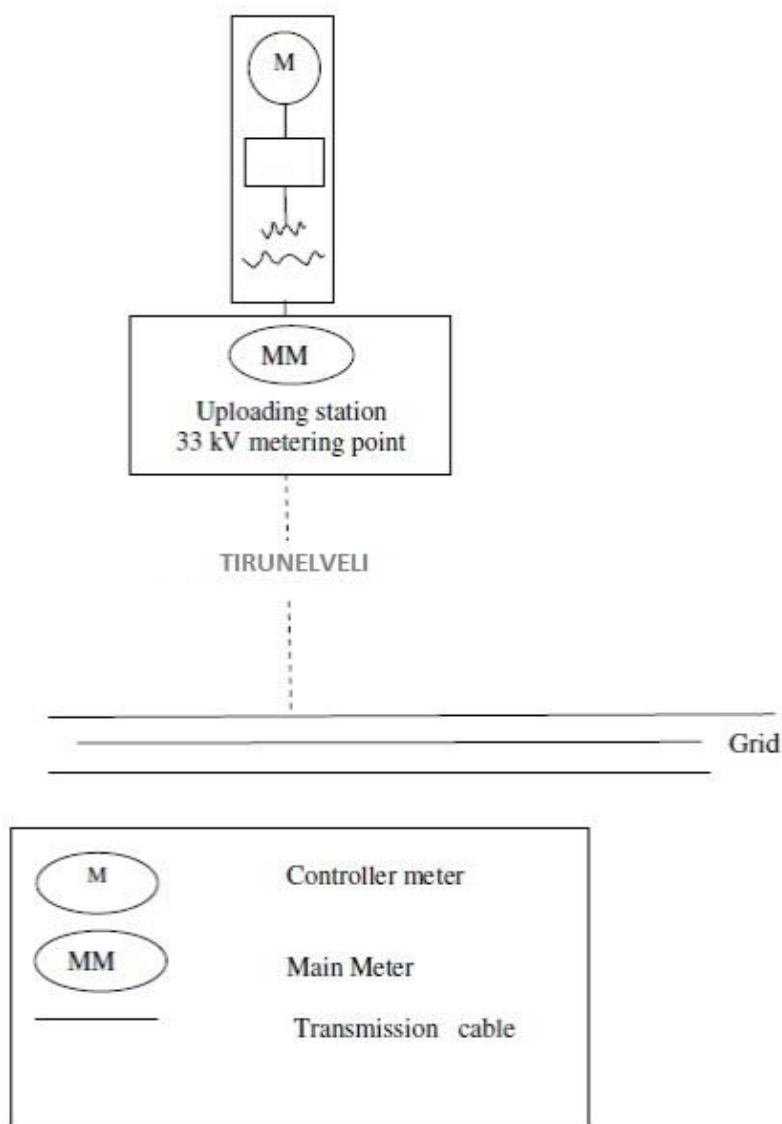 M
MM
Uploading station
33 kV metering point
TIRUNELVELI
Grid
M Controller meter
MM Main Meter
Transmission cable